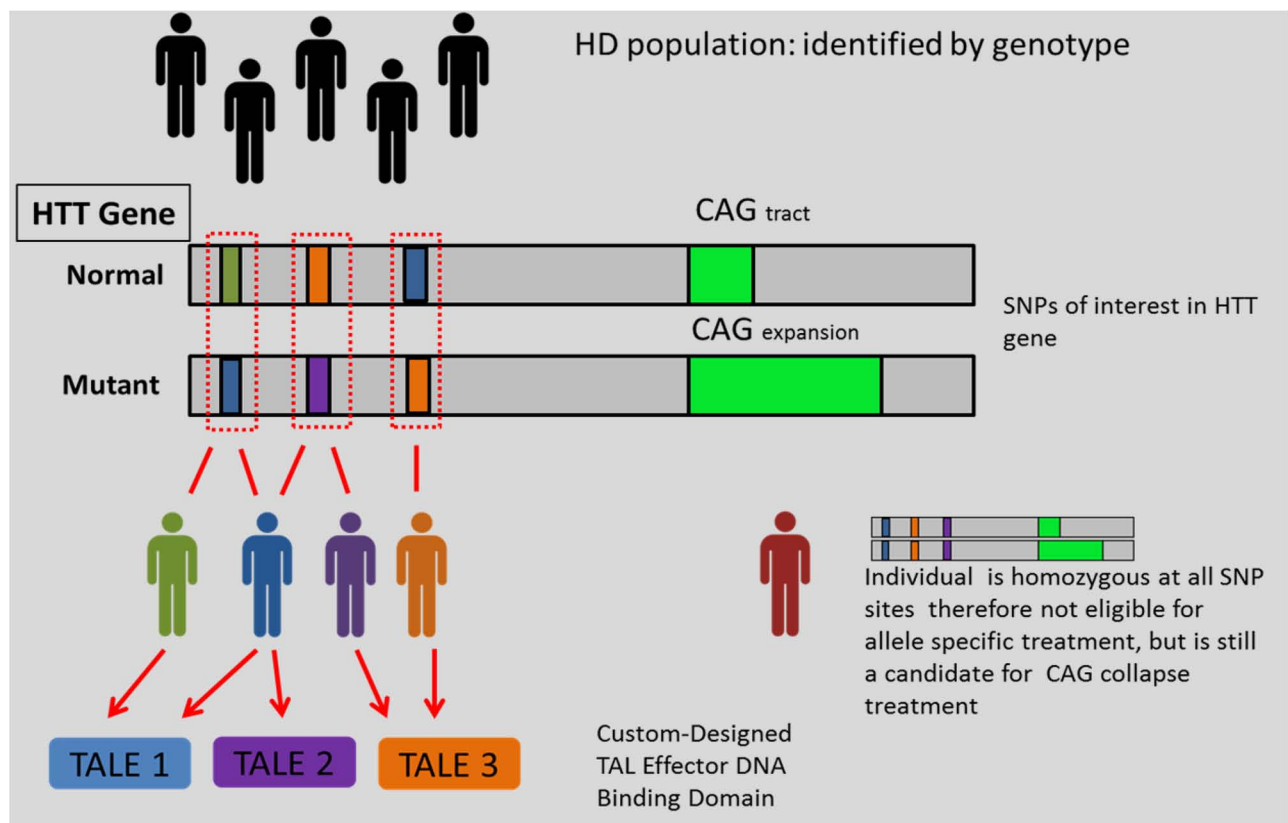 HD population: identified by genotype
HTT Gene
CAG tract
Normal
SNPs of interest in HTT
gene
CAG expansion
Mutant
Individual is homozygous at all SNP
sites therefore not eligible for
allele specific treatment, but is still
a candidate for CAG collapse
treatment
TALE 1
TALE 2
TALE 3
Custom-Designed
TAL Effector DNA
Binding Domain